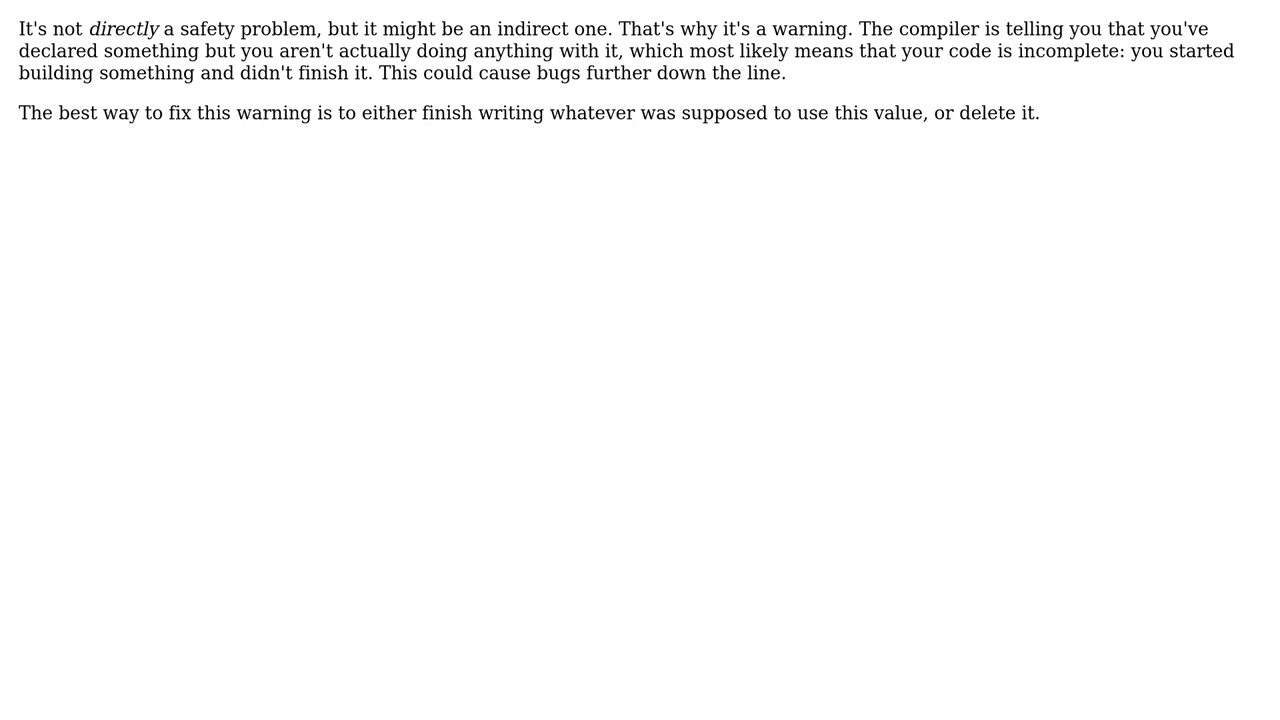 It's not directly a safety problem, but it might be an indirect one. That's why it's a warning. The compiler is telling you that you've
declared something but you aren't actually doing anything with it, which most likely means that your code is incomplete: you started
building something and didn't finish it. This could cause bugs further down the line.
The best way to fix this warning is to either finish writing whatever was supposed to use this value, or delete it.